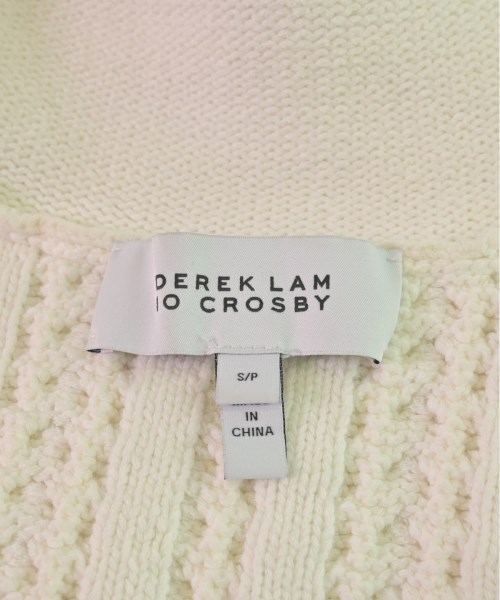 DEREK LAM
10 CROSBY
S/P
IN
CHINA